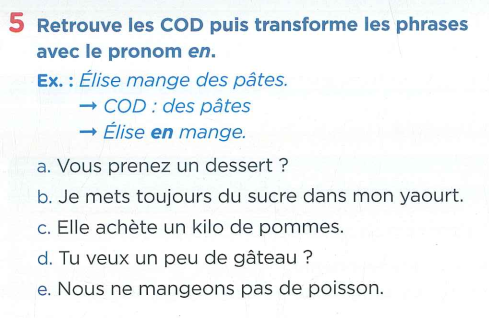 5 Retrouve les COD puis transforme les phrases
avec le pronom en.
Ex. : Élise mange des pâtes.
→ COD : des pâtes
→ Élise en mange.
a. Vous prenez un dessert ?
b. Je mets toujours du sucre dans mon yaourt.
c. Elle achète un kilo de pommes.
d. Tu veux un peu de gâteau ?
e. Nous ne mangeons pas de poisson.